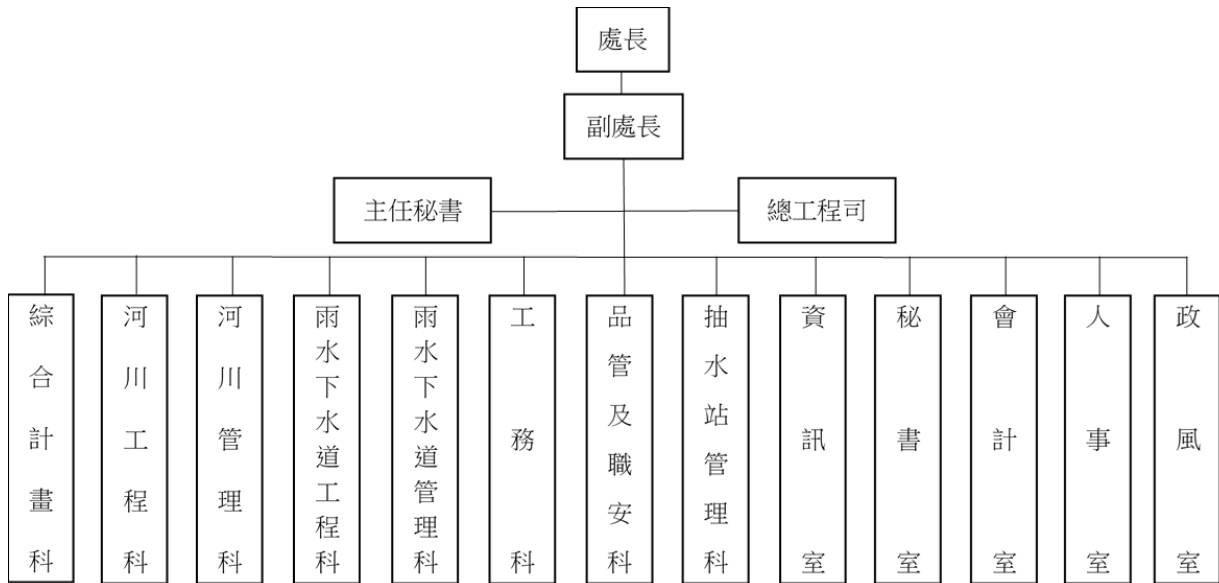 處長
副處長
主任秘書
總工程司
綜合計畫科
河川工程科
河川管理科
雨水下水道工程科
雨水下水道管理科
工務科
品管及職安科
抽水站管理科
資訊室
秘書室
會計室
人事室
政風室